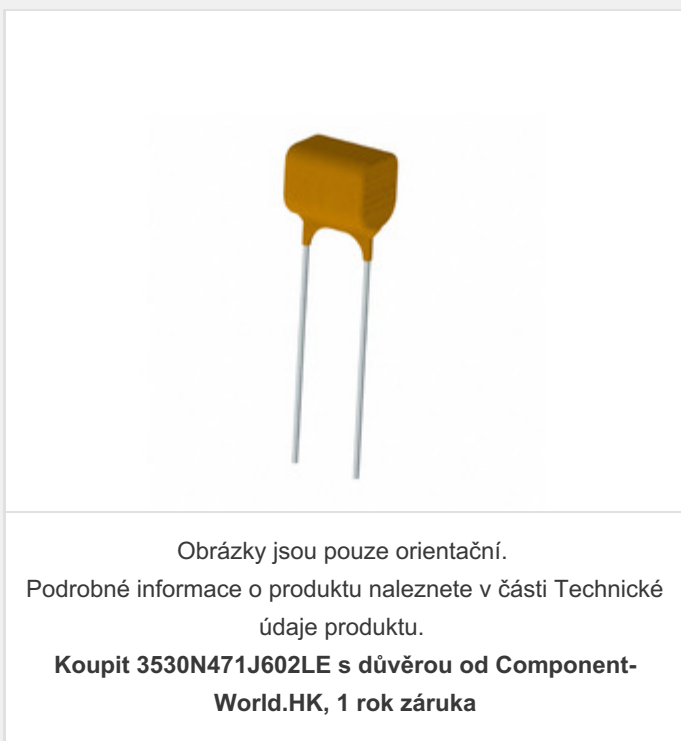 Obrázky jsou pouze orientační.
Podrobné informace o produktu naleznete v části Technické
údaje produktu.
Koupit 3530N471J602LE s důvěrou od Component-
World.HK, 1 rok záruka